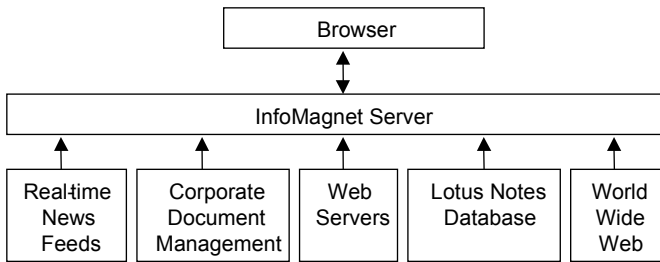 Browser
InfoMagnet Server
Real-time
News
Feeds
Corporate
Document
Management
Web
Servers
Lotus Notes
Database
World
Wide
Web